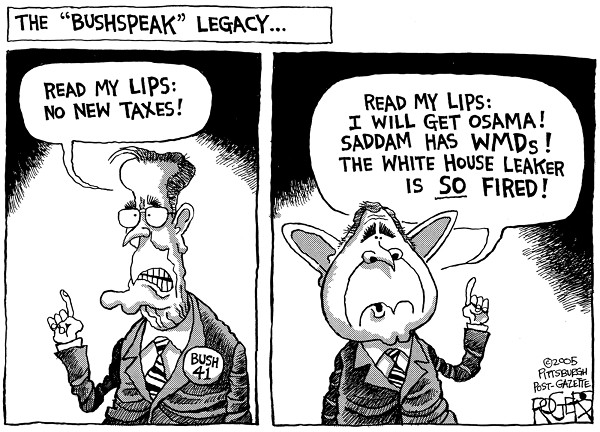 THE "BUSHSPEAK" LEGACY...
READ MY LIPS:
NO NEW TAXES!
BUSH
41
READ MY LIPS:
I WILL GET OSAMA!
SADDAM HAS WMDs!
THE WHITE HOUSE LEAKER
IS SO FIRED!
©2005
PITTSBURGH
POST-GAZETTE
ROGERS